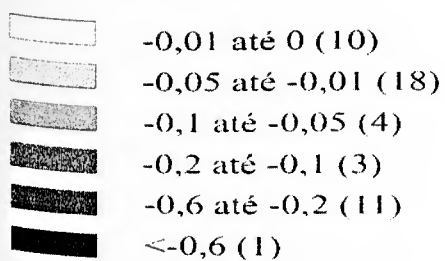 -0,01 até 0 (10)
-0,05 até -0,01 (18)
-0,1 até -0,05 (4)
-0,2 até -0,1 (3)
-0,6 até -0,2 (11)
<-0,6 (1)